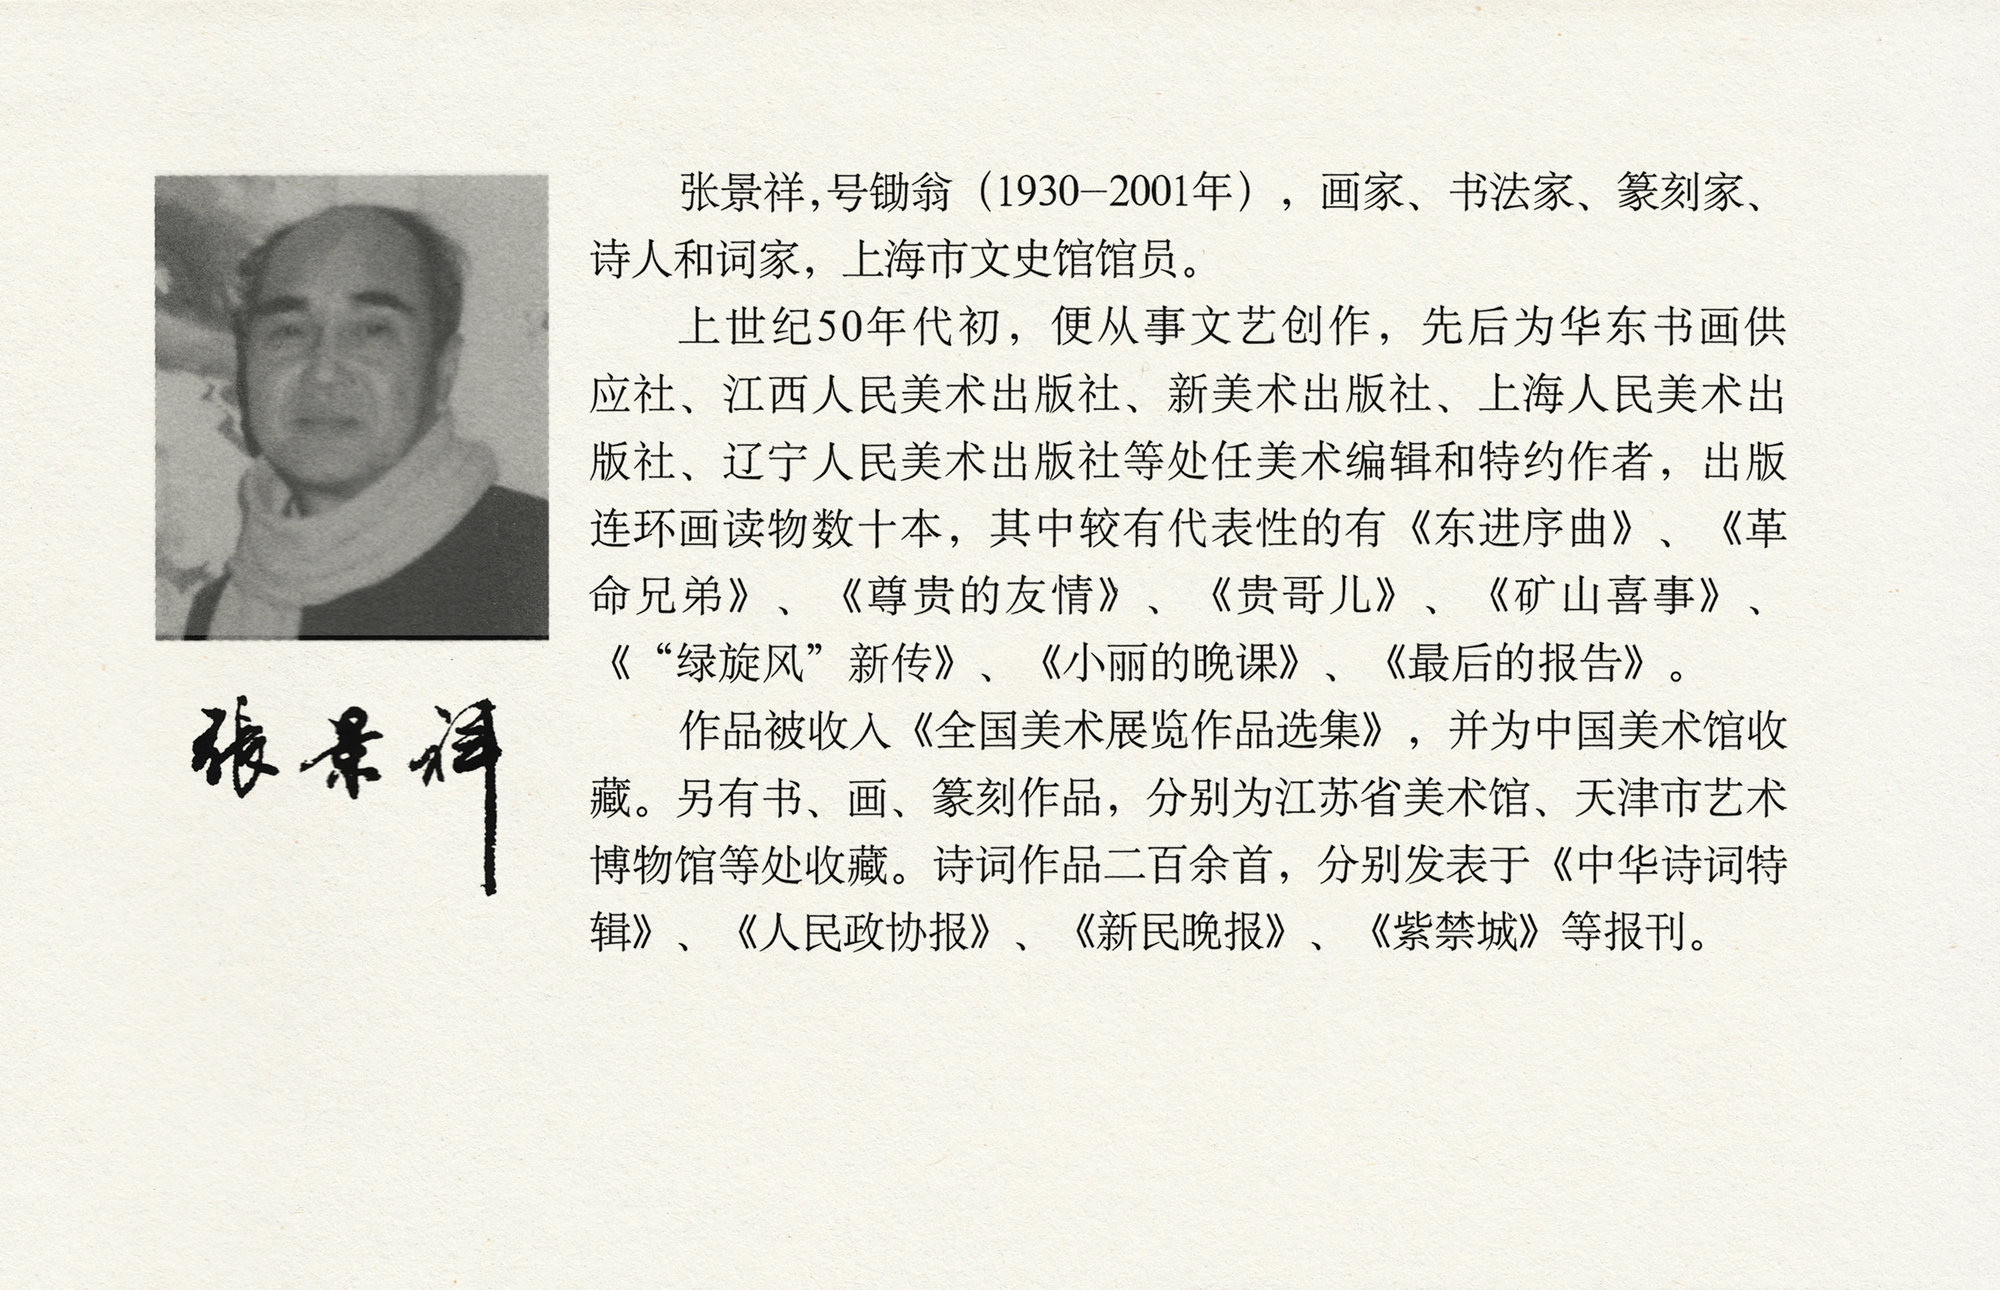 张景祥,号锄翁（1930—2001年），画家、书法家、篆刻家、
诗人和词家，上海市文史馆馆员。
上世纪50年代初，便从事文艺创作，先后为华东书画供
应社、江西人民美术出版社、新美术出版社、上海人民美术出
版社、辽宁人民美术出版社等处任美术编辑和特约作者，出版
连环画读物数十本，其中较有代表性的有《东进序曲》、《革
命兄弟》、《尊贵的友情》、《贵哥儿》、《矿山喜事》、
《“绿旋风”新传》、《小丽的晚课》、《最后的报告》。
作品被收入《全国美术展览作品选集》，并为中国美术馆收
藏。另有书、画、篆刻作品，分别为江苏省美术馆、天津市艺术
博物馆等处收藏。诗词作品二百余首，分别发表于《中华诗词特
辑》、《人民政协报》、《新民晚报》、《紫禁城》等报刊。
張景祥